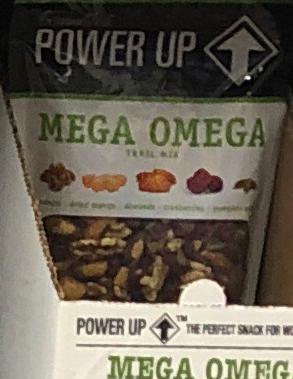 POWER UP
MEGA OMEGA
TRAIL MIX
dried mango · almonds · cranberries · pumpkin
POWER UP ™ THE PERFECT SNACK FOR
MEGA OMEG